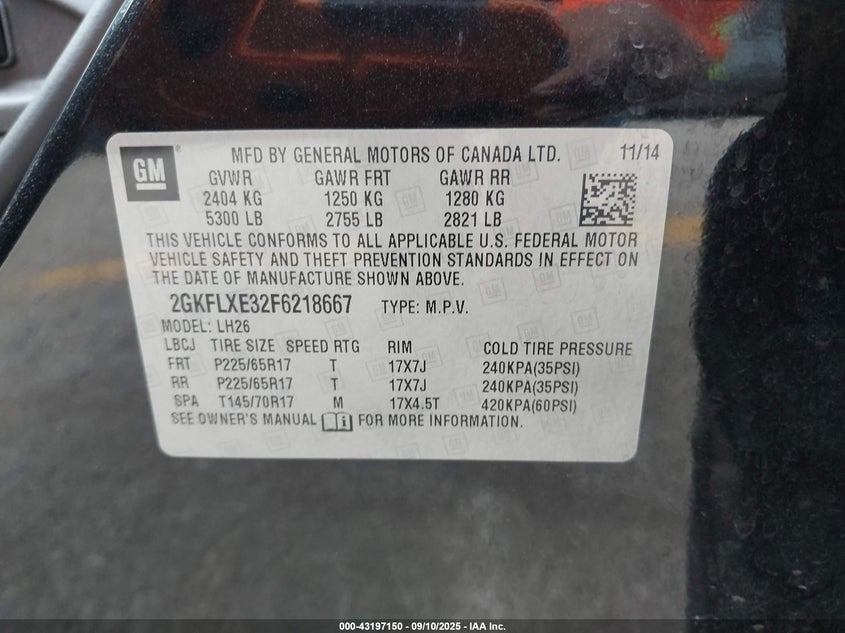 GM
MFD BY GENERAL MOTORS OF CANADA LTD. 11/14
GVWR GAWR FRT GAWR RR
2404 KG 1250 KG 1280 KG
5300 LB 2755 LB 2821 LB
THIS VEHICLE CONFORMS TO ALL APPLICABLE U.S. FEDERAL MOTOR
VEHICLE SAFETY AND THEFT PREVENTION STANDARDS IN EFFECT ON
THE DATE OF MANUFACTURE SHOWN ABOVE.
2GKFLXE32F6218667 TYPE: M.P.V.
MODEL: LH26
LBCJ TIRE SIZE SPEED RTG RIM COLD TIRE PRESSURE
FRT P225/65R17 T 17X7J 240KPA(35PSI)
RR P225/65R17 T 17X7J 240KPA(35PSI)
SPA T145/70R17 M 17X4.5T 420KPA(60PSI)
SEE OWNER'S MANUAL FOR MORE INFORMATION.
000-43197150 - 09/10/2025 - IAA Inc.